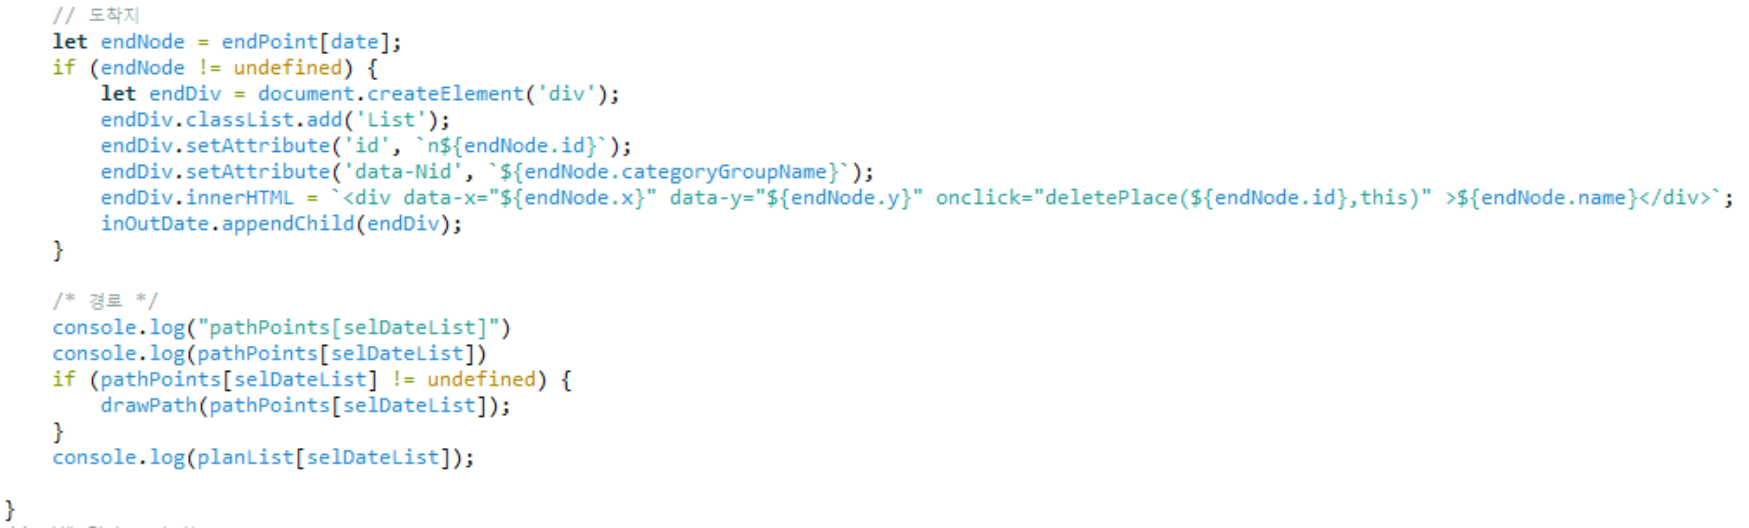 // 도착지
let endNode = endPoint[date];
if (endNode != undefined) {
let endDiv = document.createElement('div');
endDiv.classList.add('List');
endDiv.setAttribute('id', `n${endNode.id}`);
endDiv.setAttribute('data-Nid', `${endNode.categoryGroupName}`);
endDiv.innerHTML = `<div data-x="${endNode.x}" data-y="${endNode.y}" onclick="deletePlace(${endNode.id},this)" >${endNode.name}</div>`;
inOutDate.appendChild(endDiv);
}
/* 경로 */
console.log("pathPoints[selDateList]")
console.log(pathPoints[selDateList])
if (pathPoints[selDateList] != undefined) {
drawPath(pathPoints[selDateList]);
}
console.log(planList[selDateList]);
}